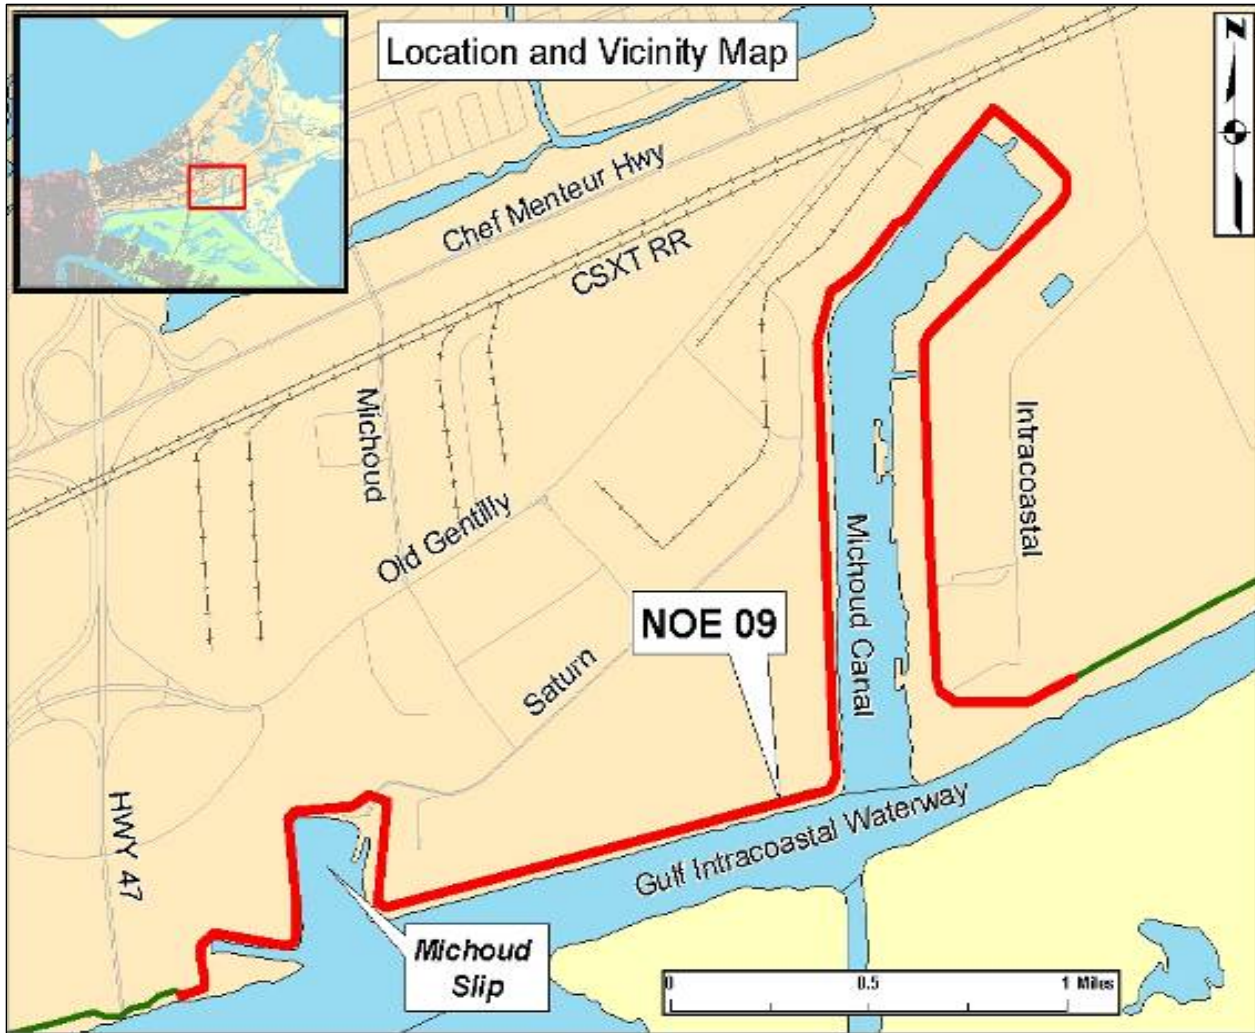 Location and Vicinity Map
N
Chef Menteur Hwy
CSXT RR
Michoud
Old Gentilly
Intracoastal
Michoud Canal
NOE 09
Saturn
HWY 47
Gulf Intracoastal Waterway
Michoud
Slip
0 0.5 1 Miles